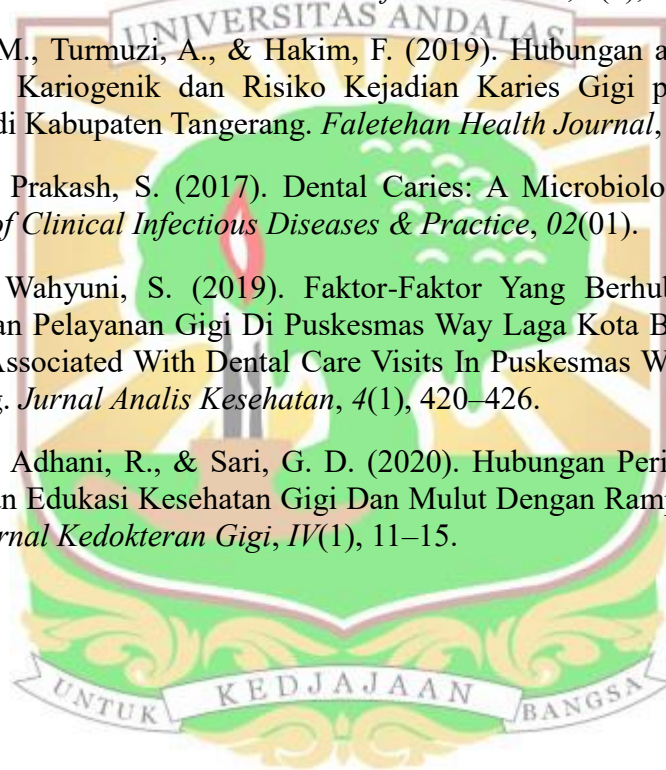 UNIVERSITAS ANDALAS
M., Turmuzi, A., & Hakim, F. (2019). Hubungan a
Kariogenik dan Risiko Kejadian Karies Gigi p
di Kabupaten Tangerang. Faletehan Health Journal,
Prakash, S. (2017). Dental Caries: A Microbiolo
of Clinical Infectious Diseases & Practice, 02(01).
Wahyuni, S. (2019). Faktor-Faktor Yang Berhub
an Pelayanan Gigi Di Puskesmas Way Laga Kota B
Associated With Dental Care Visits In Puskesmas W
g. Jurnal Analis Kesehatan, 4(1), 420–426.
Adhani, R., & Sari, G. D. (2020). Hubungan Peri
an Edukasi Kesehatan Gigi Dan Mulut Dengan Ramp
rnal Kedokteran Gigi, IV(1), 11–15.
UNTUK KEDJAJAAN BANGSA